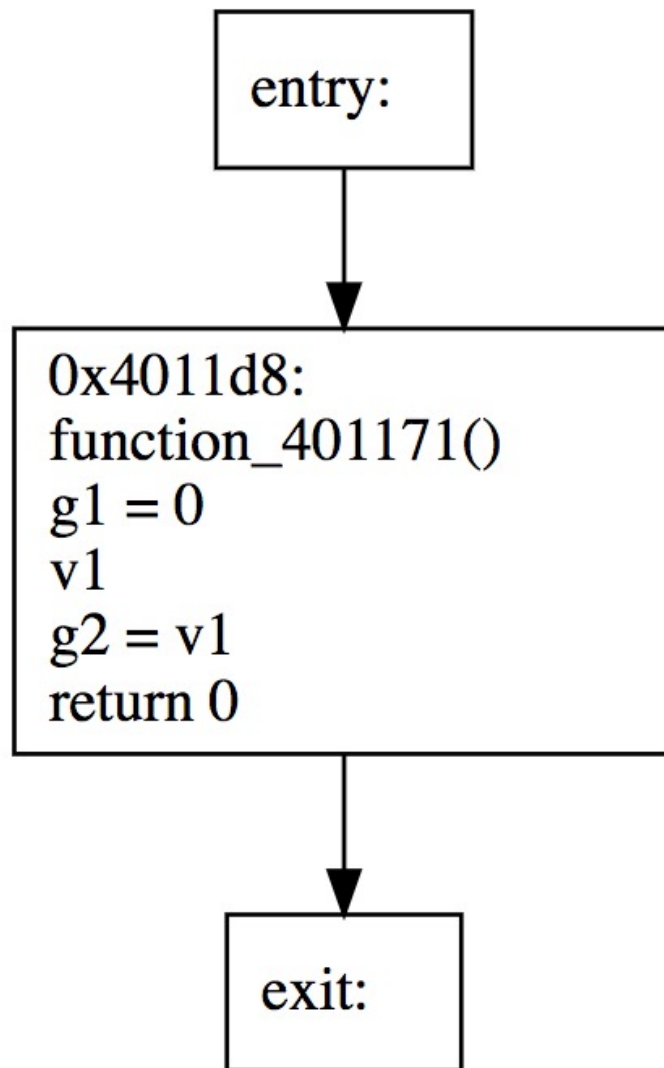 entry:
0x4011d8:
function_401171()
g1 = 0
v1
g2 = v1
return 0
exit: